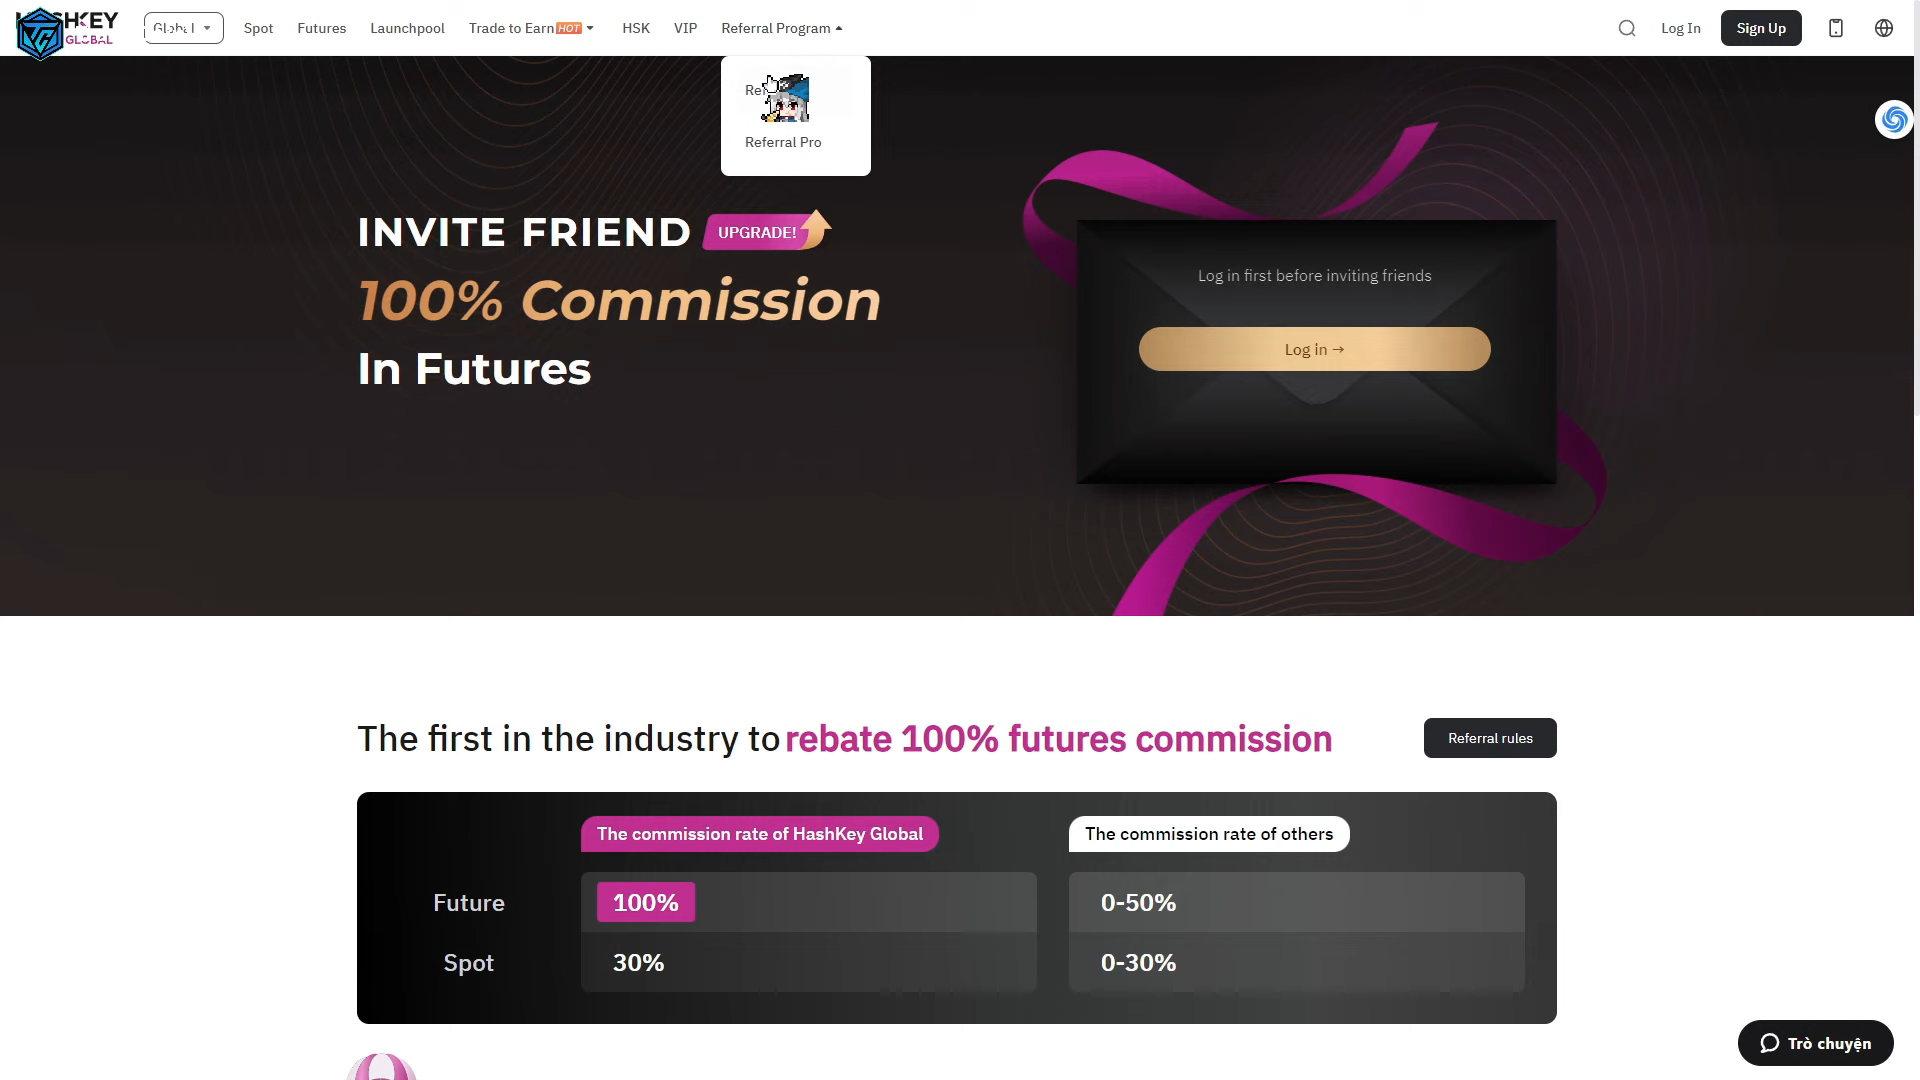 GLOBAL
Spot
Futures
Launchpool
Trade to Earn HOT
HSK
VIP
Referral Program
Log In
Sign Up
Referral Pro
INVITE FRIEND UPGRADE!
100% Commission
In Futures
Log in first before inviting friends
Log in →
The first in the industry to rebate 100% futures commission
Referral rules
The commission rate of HashKey Global
The commission rate of others
Future 100% 0-50%
Spot 30% 0-30%
Trò chuyện